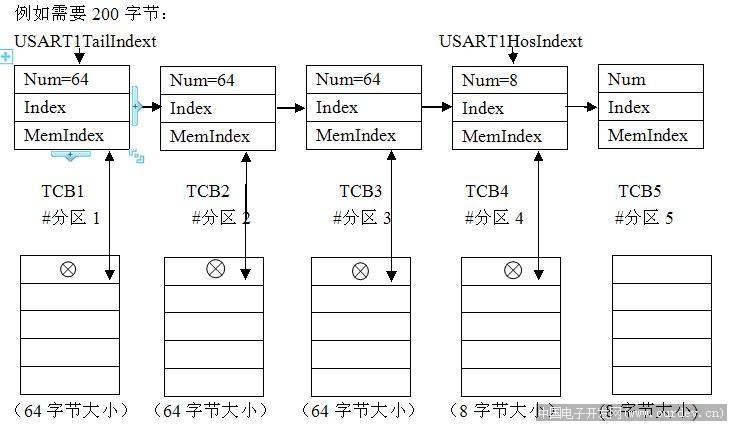 例如需要 200 字节：
USART1TailIndext
USART1HosIndext
Num=64
Num=64
Num=64
Num=8
Num
Index
Index
Index
Index
Index
MemIndex
MemIndex
MemIndex
MemIndex
MemIndex
TCB1
TCB2
TCB3
TCB4
TCB5
#分区 1
#分区 2
#分区 3
#分区 4
#分区 5
（64 字节大小）
（64 字节大小）
（64 字节大小）
（8 字节大小）
（8 字节大小）
中国电子开发网(www.ourdev.cn)